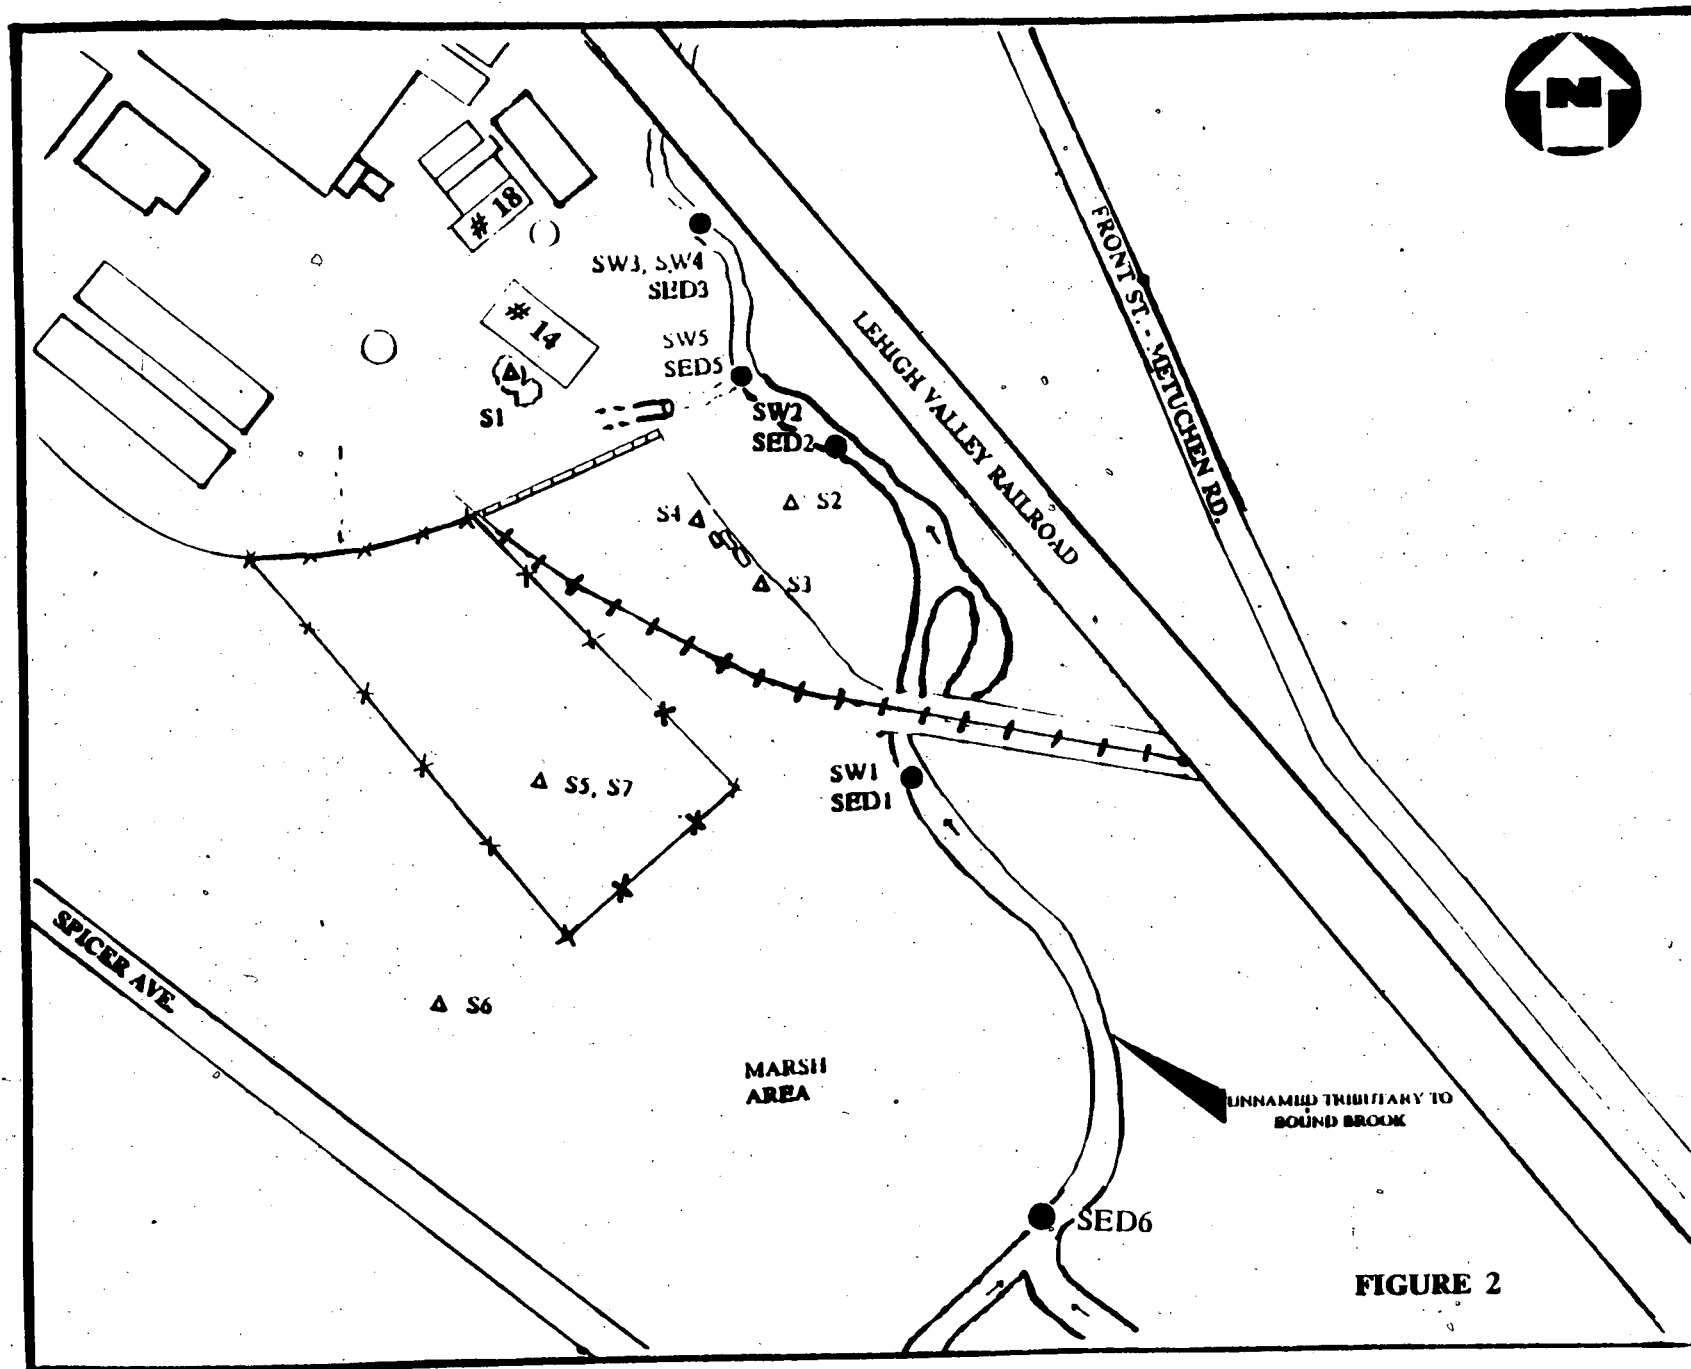 N
# 18
SW3, SW4
SED3
# 14
SW5
SED5
S1
SW2
SED2
S2
S4
S3
LEHIGH VALLEY RAILROAD
FRONT ST. - METUCHEN RD.
S5, S7
SW1
SED1
SPICER AVE.
S6
MARSH
AREA
UNNAMED TRIBUTARY TO
BOUND BROOK
SED6
FIGURE 2